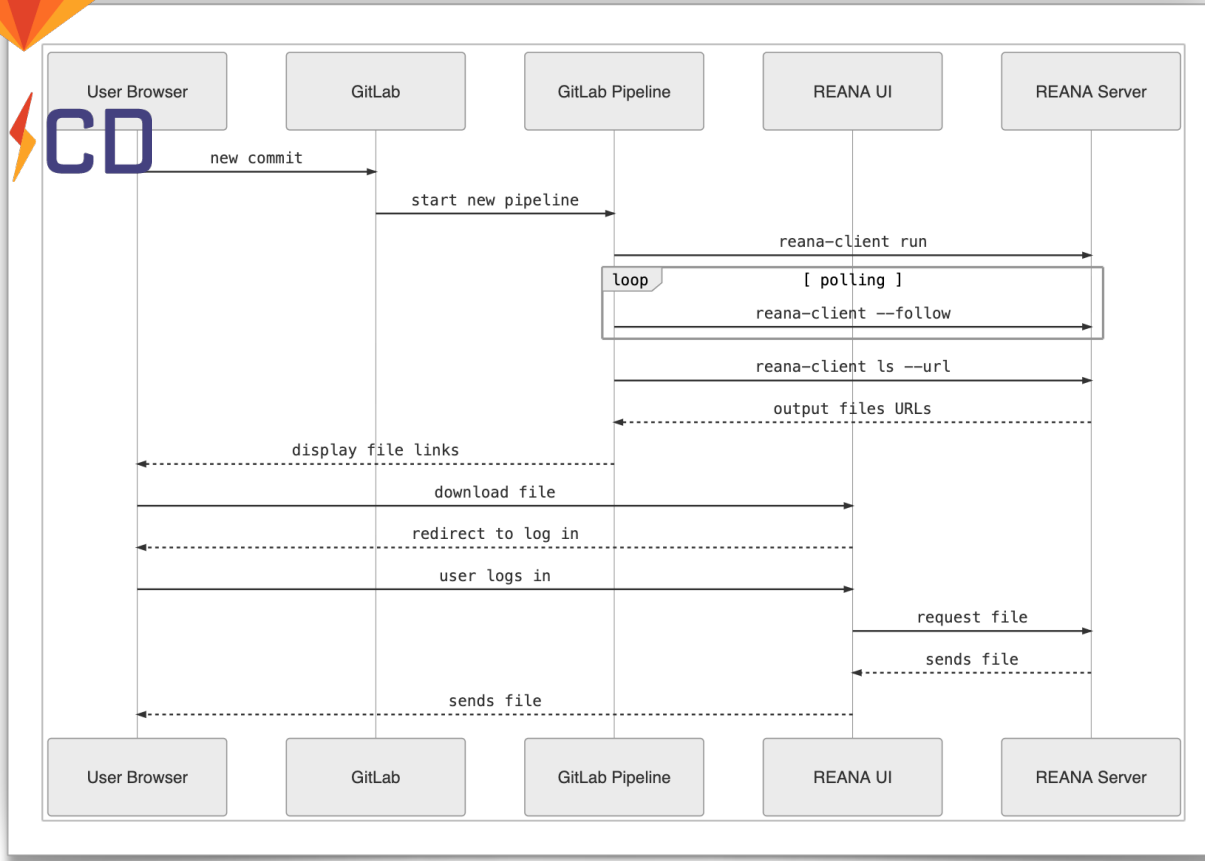 User Browser
GitLab
GitLab Pipeline
REANA UI
REANA Server
CD
new commit
start new pipeline
reana-client run
loop
[ polling ]
reana-client --follow
reana-client ls --url
output files URLs
display file links
download file
redirect to log in
user logs in
request file
sends file
sends file
User Browser
GitLab
GitLab Pipeline
REANA UI
REANA Server